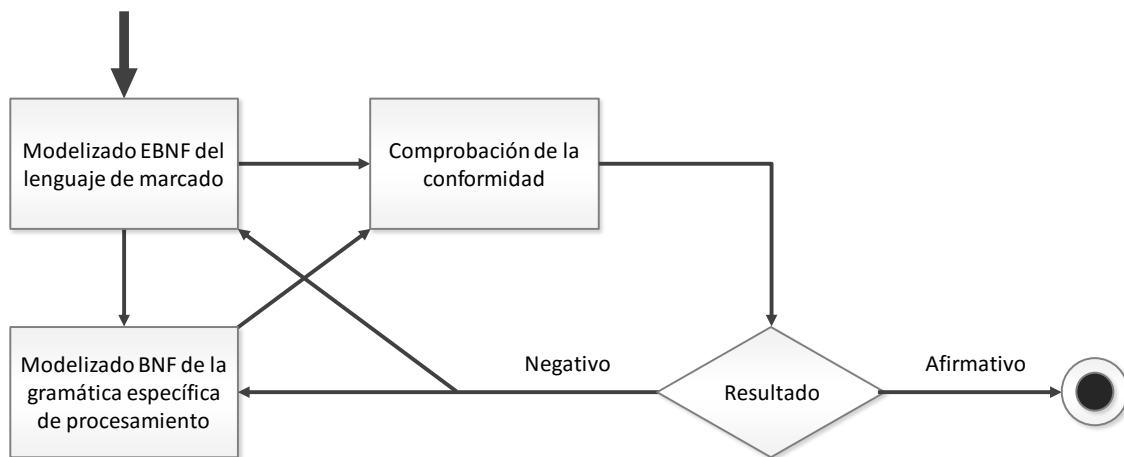 Modelizado EBNF del
lenguaje de marcado
Comprobación de la
conformidad
Modelizado BNF de la
gramática específica
de procesamiento
Negativo
Resultado
Afirmativo